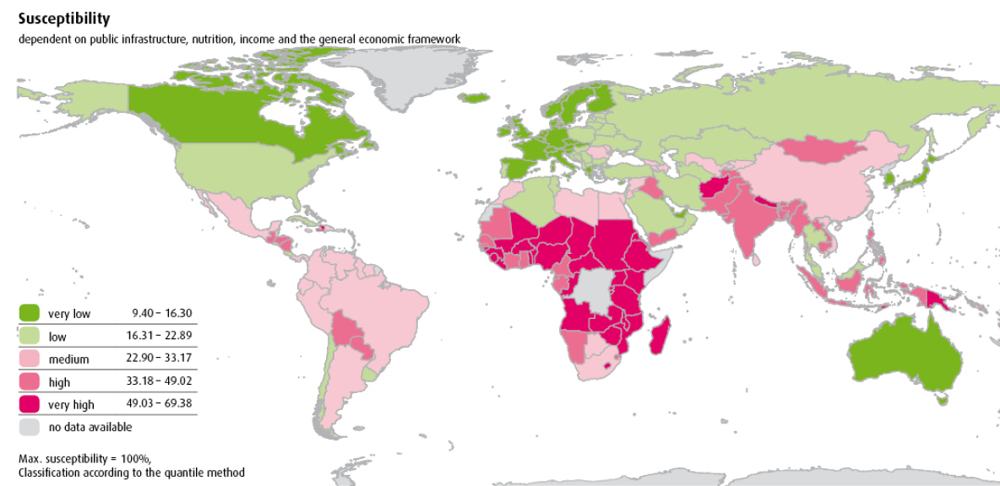 Susceptibility
dependent on public infrastructure, nutrition, income and the general economic framework
very low 9.40 – 16.30
low 16.31 – 22.89
medium 22.90 – 33.17
high 33.18 – 49.02
very high 49.03 – 69.38
no data available
Max. susceptibility = 100%,
Classification according to the quantile method